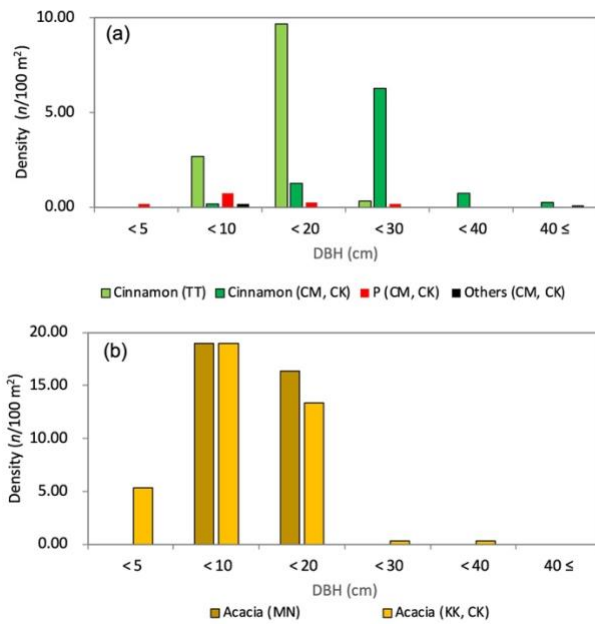 (a)
Density (n/100 m²)
10.00
5.00
0.00
< 5 < 10 < 20 < 30 < 40 40 ≤
DBH (cm)
Cinnamon (TT) Cinnamon (CM, CK) P (CM, CK) Others (CM, CK)
(b)
Density (n/100 m²)
20.00
15.00
10.00
5.00
0.00
< 5 < 10 < 20 < 30 < 40 40 ≤
DBH (cm)
Acacia (MN) Acacia (KK, CK)